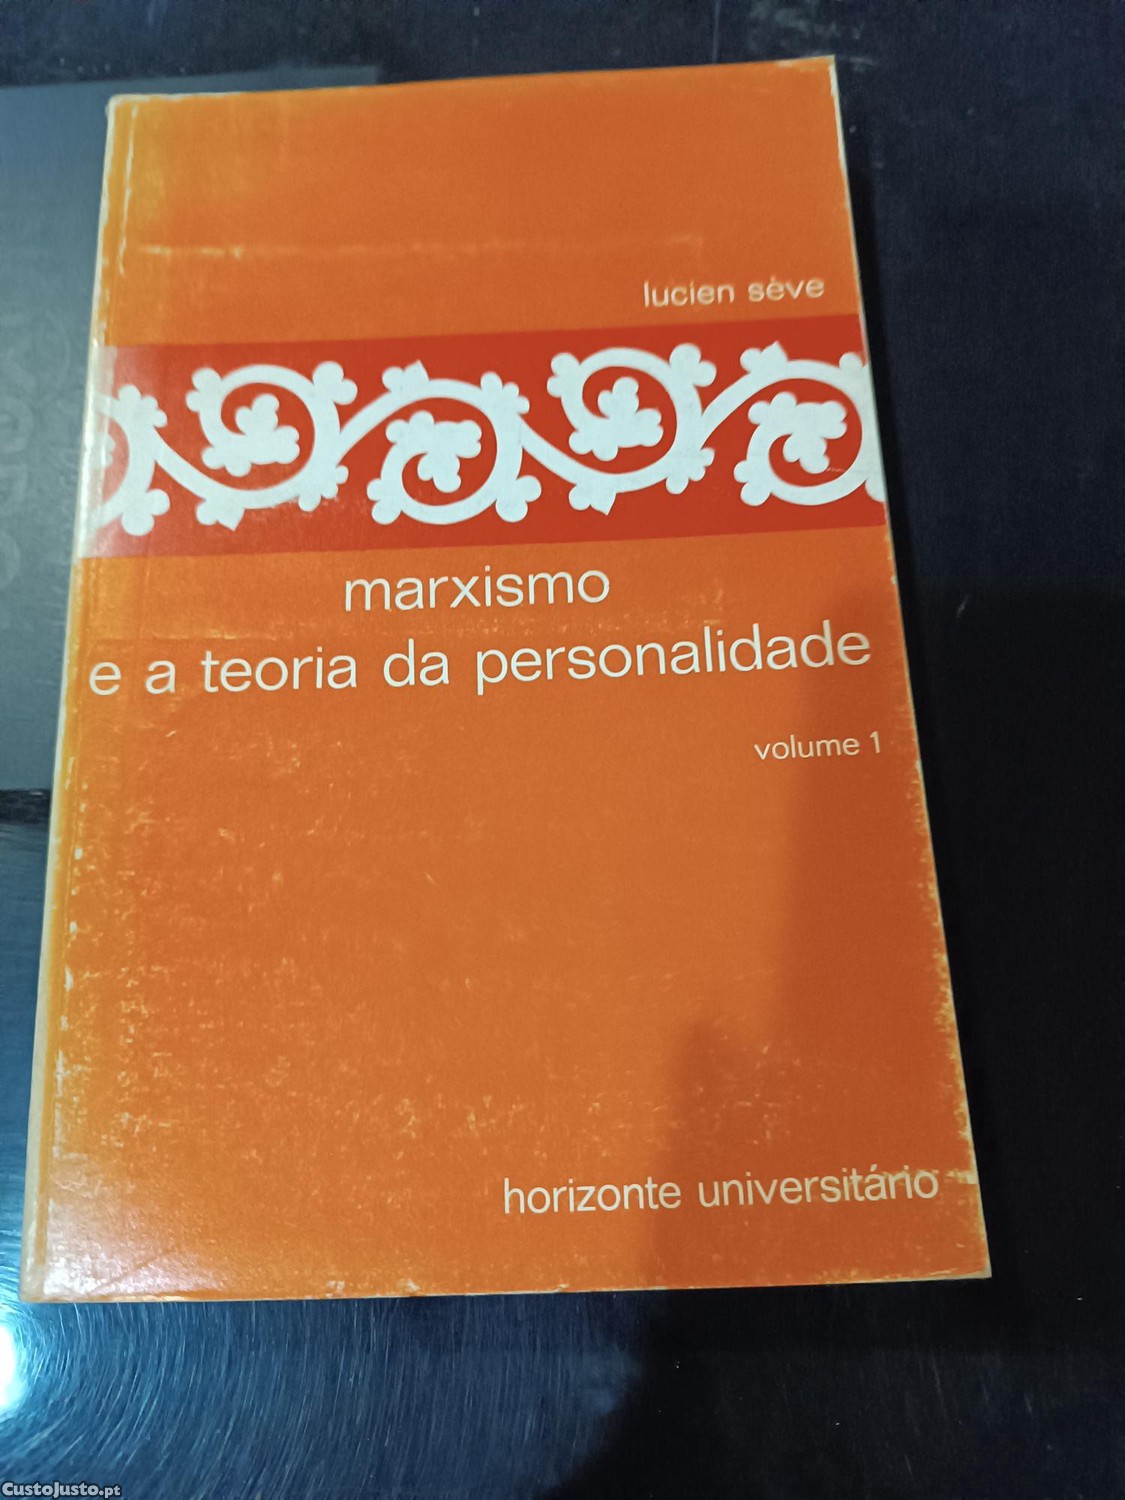 lucien sève
marxismo
e a teoria da personalidade
volume 1
horizonte universitário
CustoJusto.pt